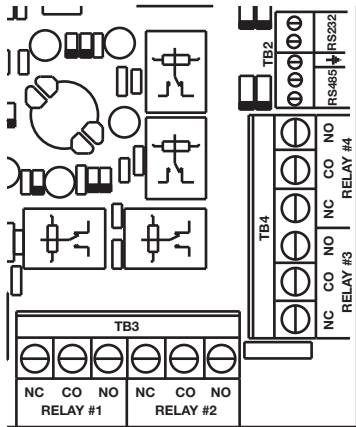 TB2
RS232
RS485
TB4
NO
CO
NC
RELAY #4
NO
CO
NC
RELAY #3
TB3
NC CO NO NC CO NO
RELAY #1 RELAY #2